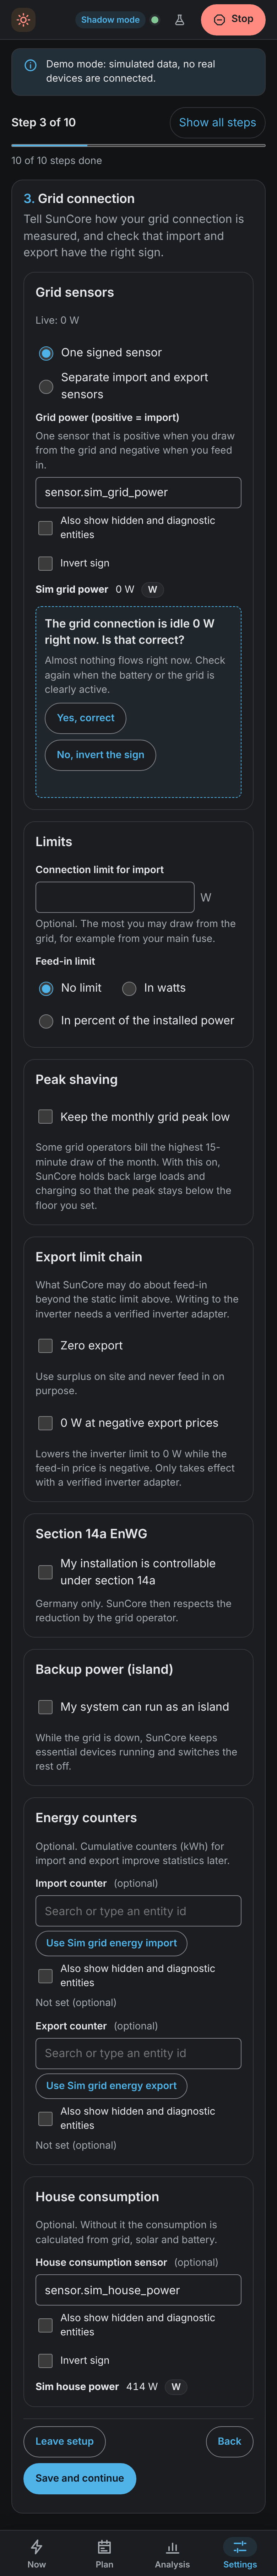 Shadow mode
Stop
Demo mode: simulated data, no real
devices are connected.
Step 3 of 10
Show all steps
10 of 10 steps done
3. Grid connection
Tell SunCore how your grid connection is
measured, and check that import and
export have the right sign.
Grid sensors
Live: 0 W
One signed sensor
Separate import and export
sensors
Grid power (positive = import)
One sensor that is positive when you draw
from the grid and negative when you feed
in.
sensor.sim_grid_power
Also show hidden and diagnostic
entities
Invert sign
Sim grid power 0 W W
The grid connection is idle 0 W
right now. Is that correct?
Almost nothing flows right now. Check
again when the battery or the grid is
clearly active.
Yes, correct
No, invert the sign
Limits
Connection limit for import
W
Optional. The most you may draw from the
grid, for example from your main fuse.
Feed-in limit
No limit
In watts
In percent of the installed power
Peak shaving
Keep the monthly grid peak low
Some grid operators bill the highest 15-
minute draw of the month. With this on,
SunCore holds back large loads and
charging so that the peak stays below the
floor you set.
Export limit chain
What SunCore may do about feed-in
beyond the static limit above. Writing to the
inverter needs a verified inverter adapter.
Zero export
Use surplus on site and never feed in on
purpose.
0 W at negative export prices
Lowers the inverter limit to 0 W while the
feed-in price is negative. Only takes effect
with a verified inverter adapter.
Section 14a EnWG
My installation is controllable
under section 14a
Germany only. SunCore then respects the
reduction by the grid operator.
Backup power (island)
My system can run as an island
While the grid is down, SunCore keeps
essential devices running and switches the
rest off.
Energy counters
Optional. Cumulative counters (kWh) for
import and export improve statistics later.
Import counter (optional)
Search or type an entity id
Use Sim grid energy import
Also show hidden and diagnostic
entities
Not set (optional)
Export counter (optional)
Search or type an entity id
Use Sim grid energy export
Also show hidden and diagnostic
entities
Not set (optional)
House consumption
Optional. Without it the consumption is
calculated from grid, solar and battery.
House consumption sensor (optional)
sensor.sim_house_power
Also show hidden and diagnostic
entities
Invert sign
Sim house power 414 W W
Leave setup
Back
Save and continue
Now
Plan
Analysis
Settings